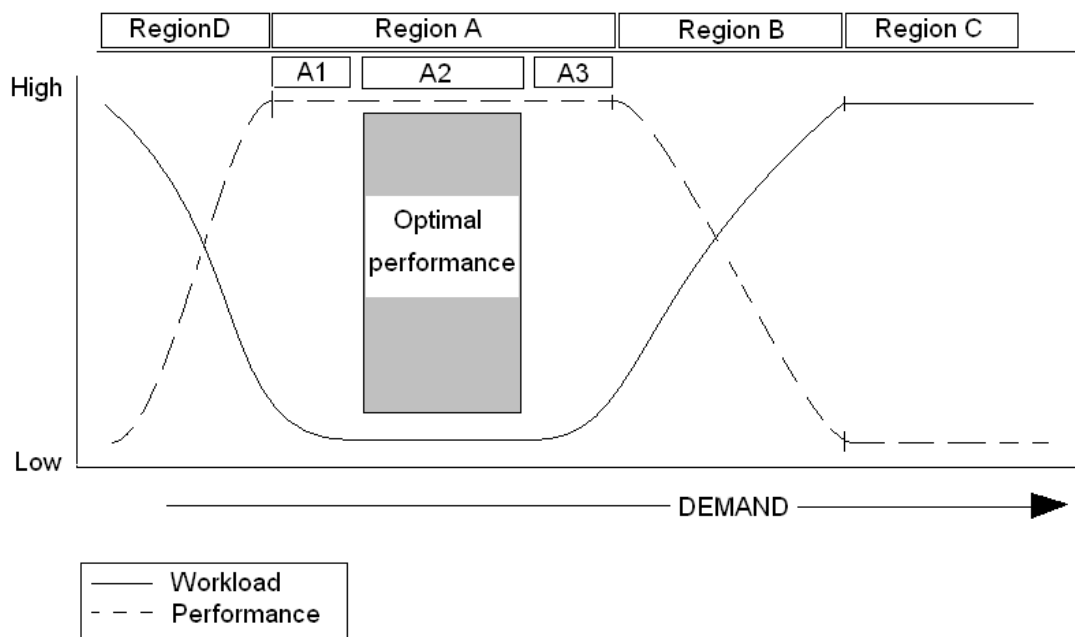 RegionD
Region A
Region B
Region C
A1
A2
A3
High
Optimal
performance
Low
DEMAND
Workload
Performance